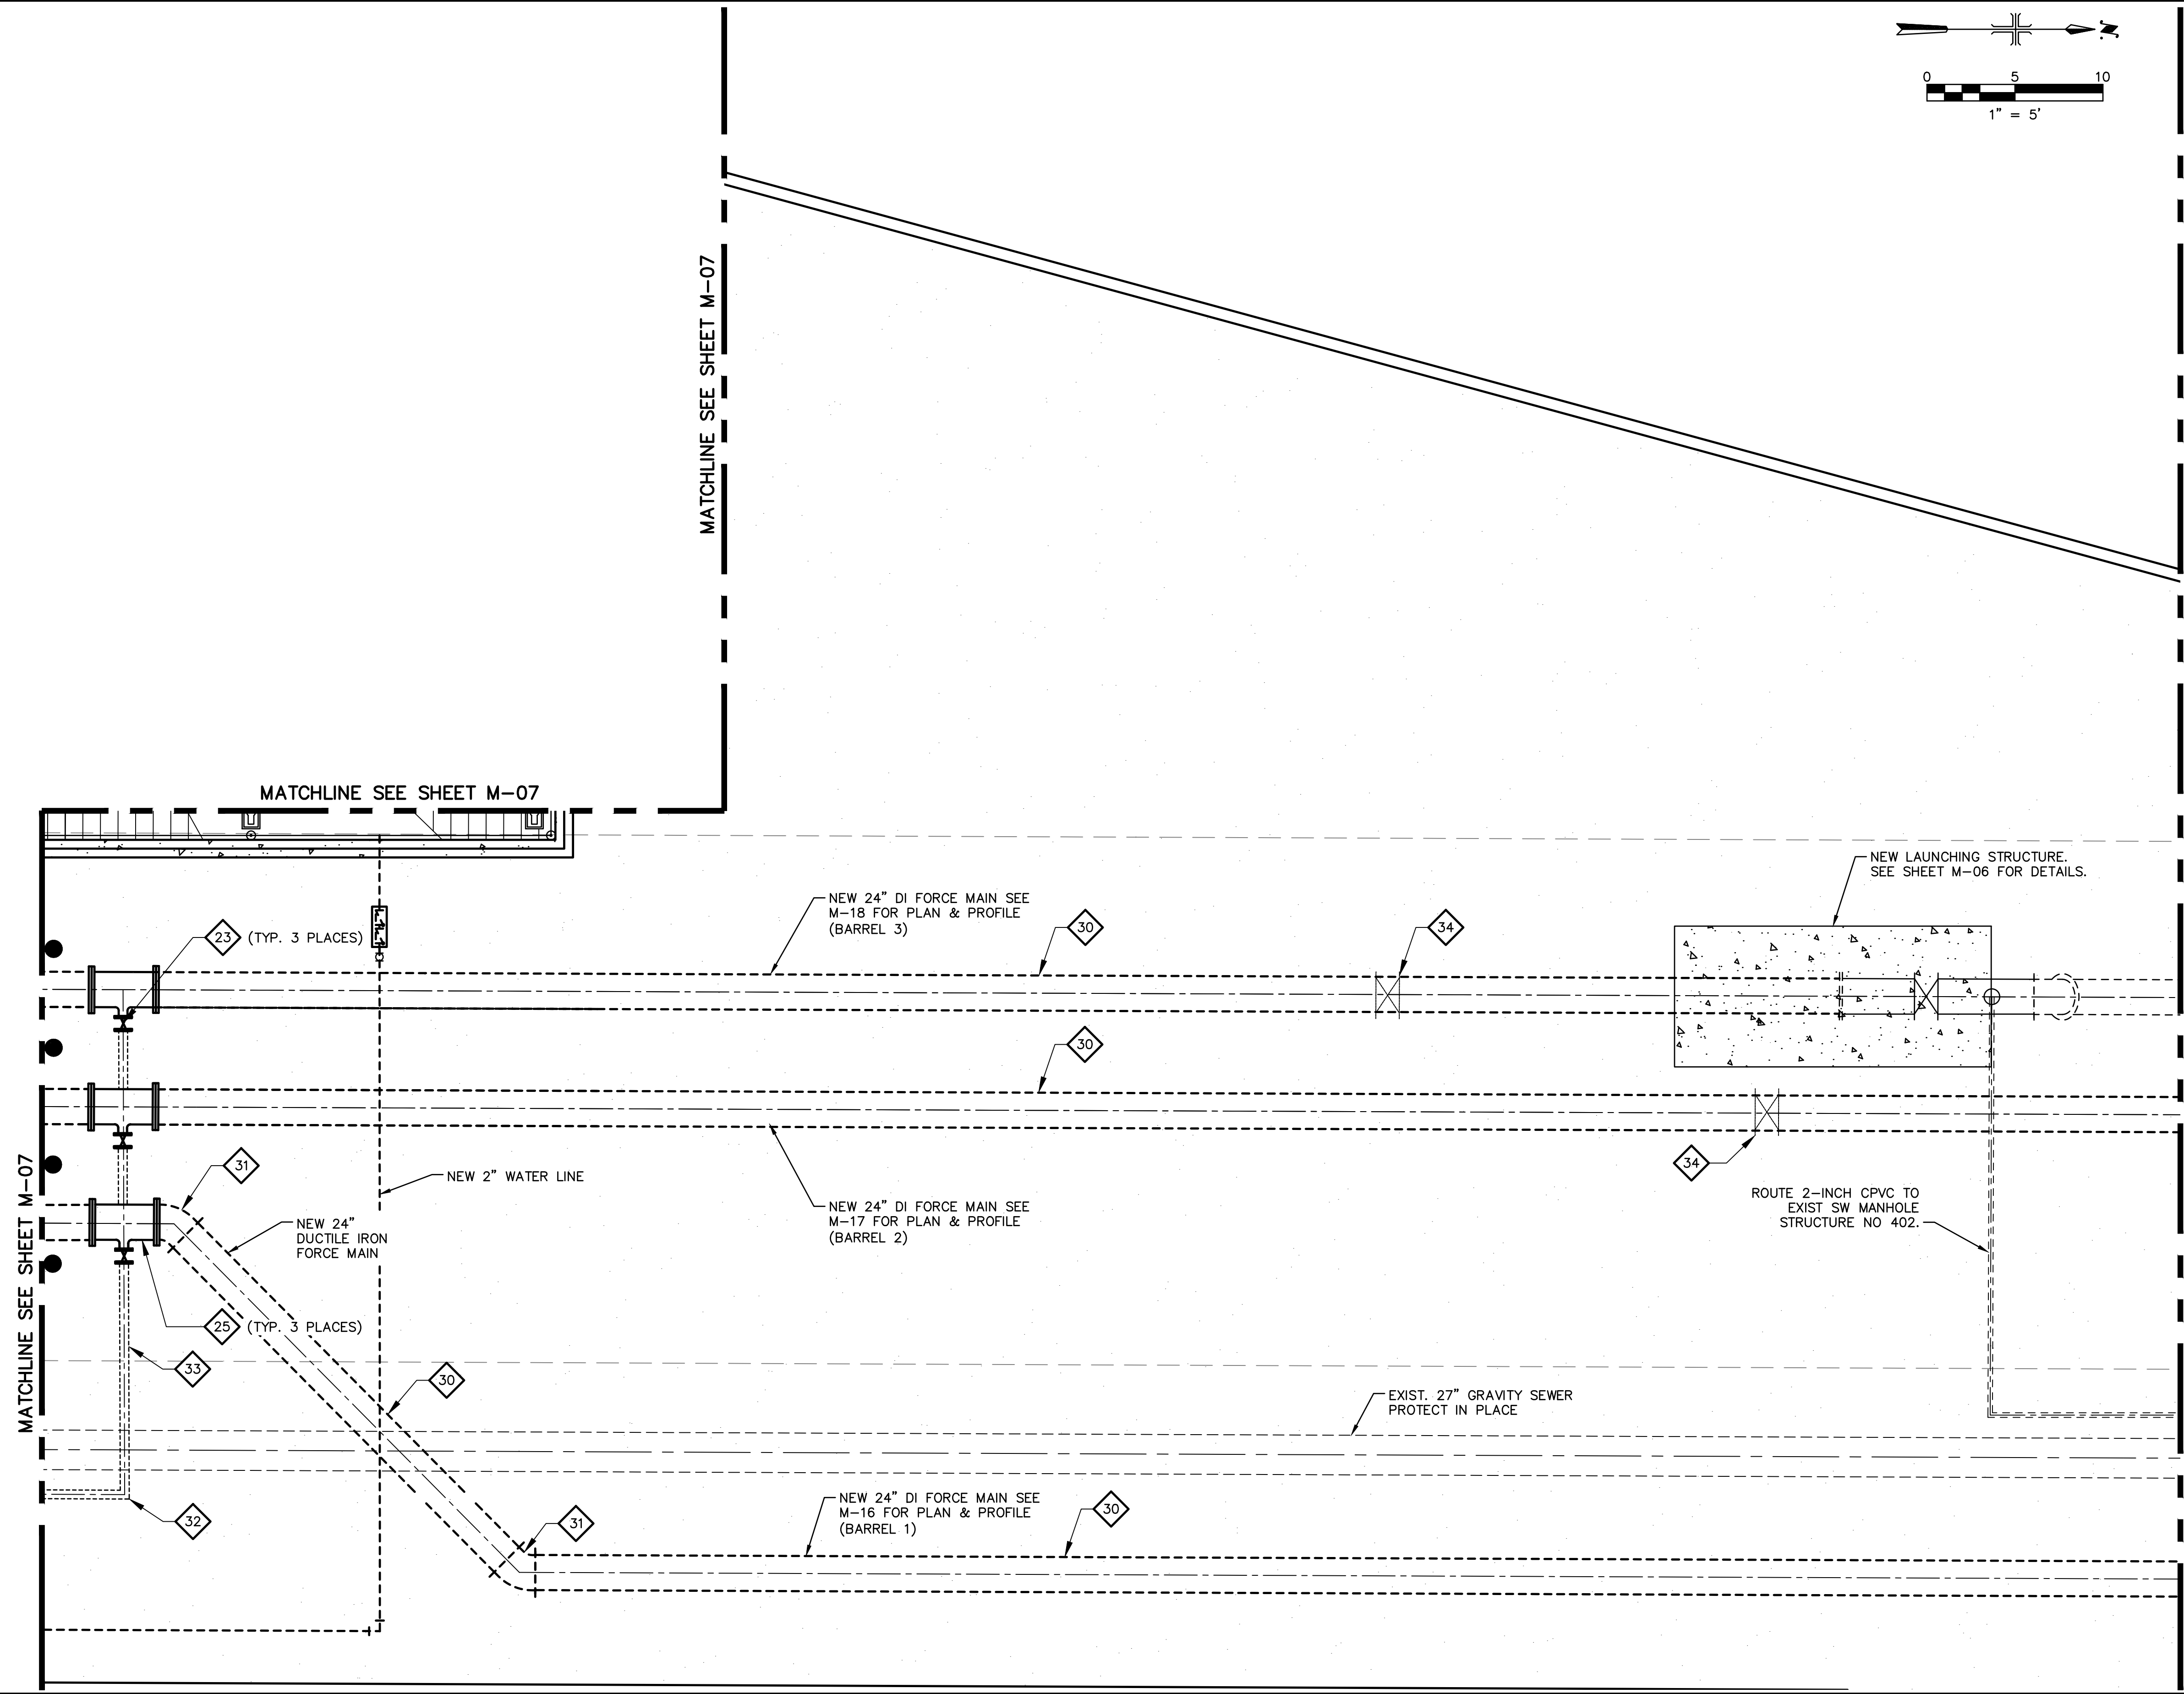 N.
0 5 10
1" = 5'
MATCHLINE SEE SHEET M-07
MATCHLINE SEE SHEET M-07
NEW LAUNCHING STRUCTURE.
SEE SHEET M-06 FOR DETAILS.
NEW 24" DI FORCE MAIN SEE
M-18 FOR PLAN & PROFILE
(BARREL 3)
30
34
23 (TYP. 3 PLACES)
30
31
34
NEW 2" WATER LINE
ROUTE 2-INCH CPVC TO
EXIST SW MANHOLE
STRUCTURE NO 402.
NEW 24" DI FORCE MAIN SEE
M-17 FOR PLAN & PROFILE
(BARREL 2)
NEW 24"
DUCTILE IRON
FORCE MAIN
MATCHLINE SEE SHEET M-07
25 (TYP. 3 PLACES)
33
30
EXIST. 27" GRAVITY SEWER
PROTECT IN PLACE
NEW 24" DI FORCE MAIN SEE
M-16 FOR PLAN & PROFILE
(BARREL 1)
30
32
31